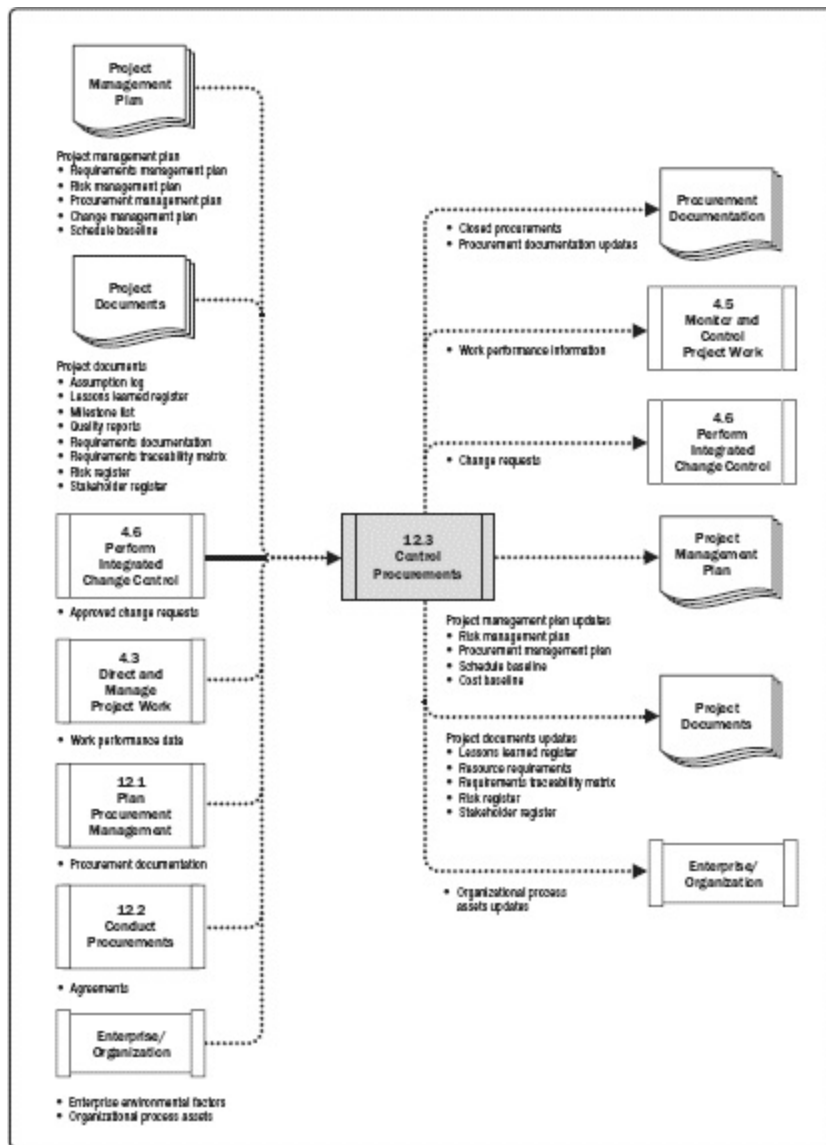 Project
Management
Plan
Project management plan
• Requirements management plan
• Risk management plan
• Procurement management plan
• Change management plan
• Schedule baseline
Project
Documents
Project documents
• Assumption log
• Lessons learned register
• Milestone list
• Quality reports
• Requirements documentation
• Requirements traceability matrix
• Risk register
• Stakeholder register
4.6
Perform
Integrated
Change Control
• Approved change requests
4.3
Direct and
Manage
Project Work
• Work performance data
12.1
Plan
Procurement
Management
• Procurement documentation
12.2
Conduct
Procurements
• Agreements
Enterprise/
Organization
• Enterprise environmental factors
• Organizational process assets
12.3
Control
Procurements
Procurement
Documentation
• Closed procurements
• Procurement documentation updates
4.5
Monitor and
Control
Project Work
• Work performance information
4.6
Perform
Integrated
Change Control
• Change requests
Project
Management
Plan
Project management plan updates
• Risk management plan
• Procurement management plan
• Schedule baseline
• Cost baseline
Project
Documents
Project documents updates
• Lessons learned register
• Resource requirements
• Requirements traceability matrix
• Risk register
• Stakeholder register
Enterprise/
Organization
• Organizational process
assets updates